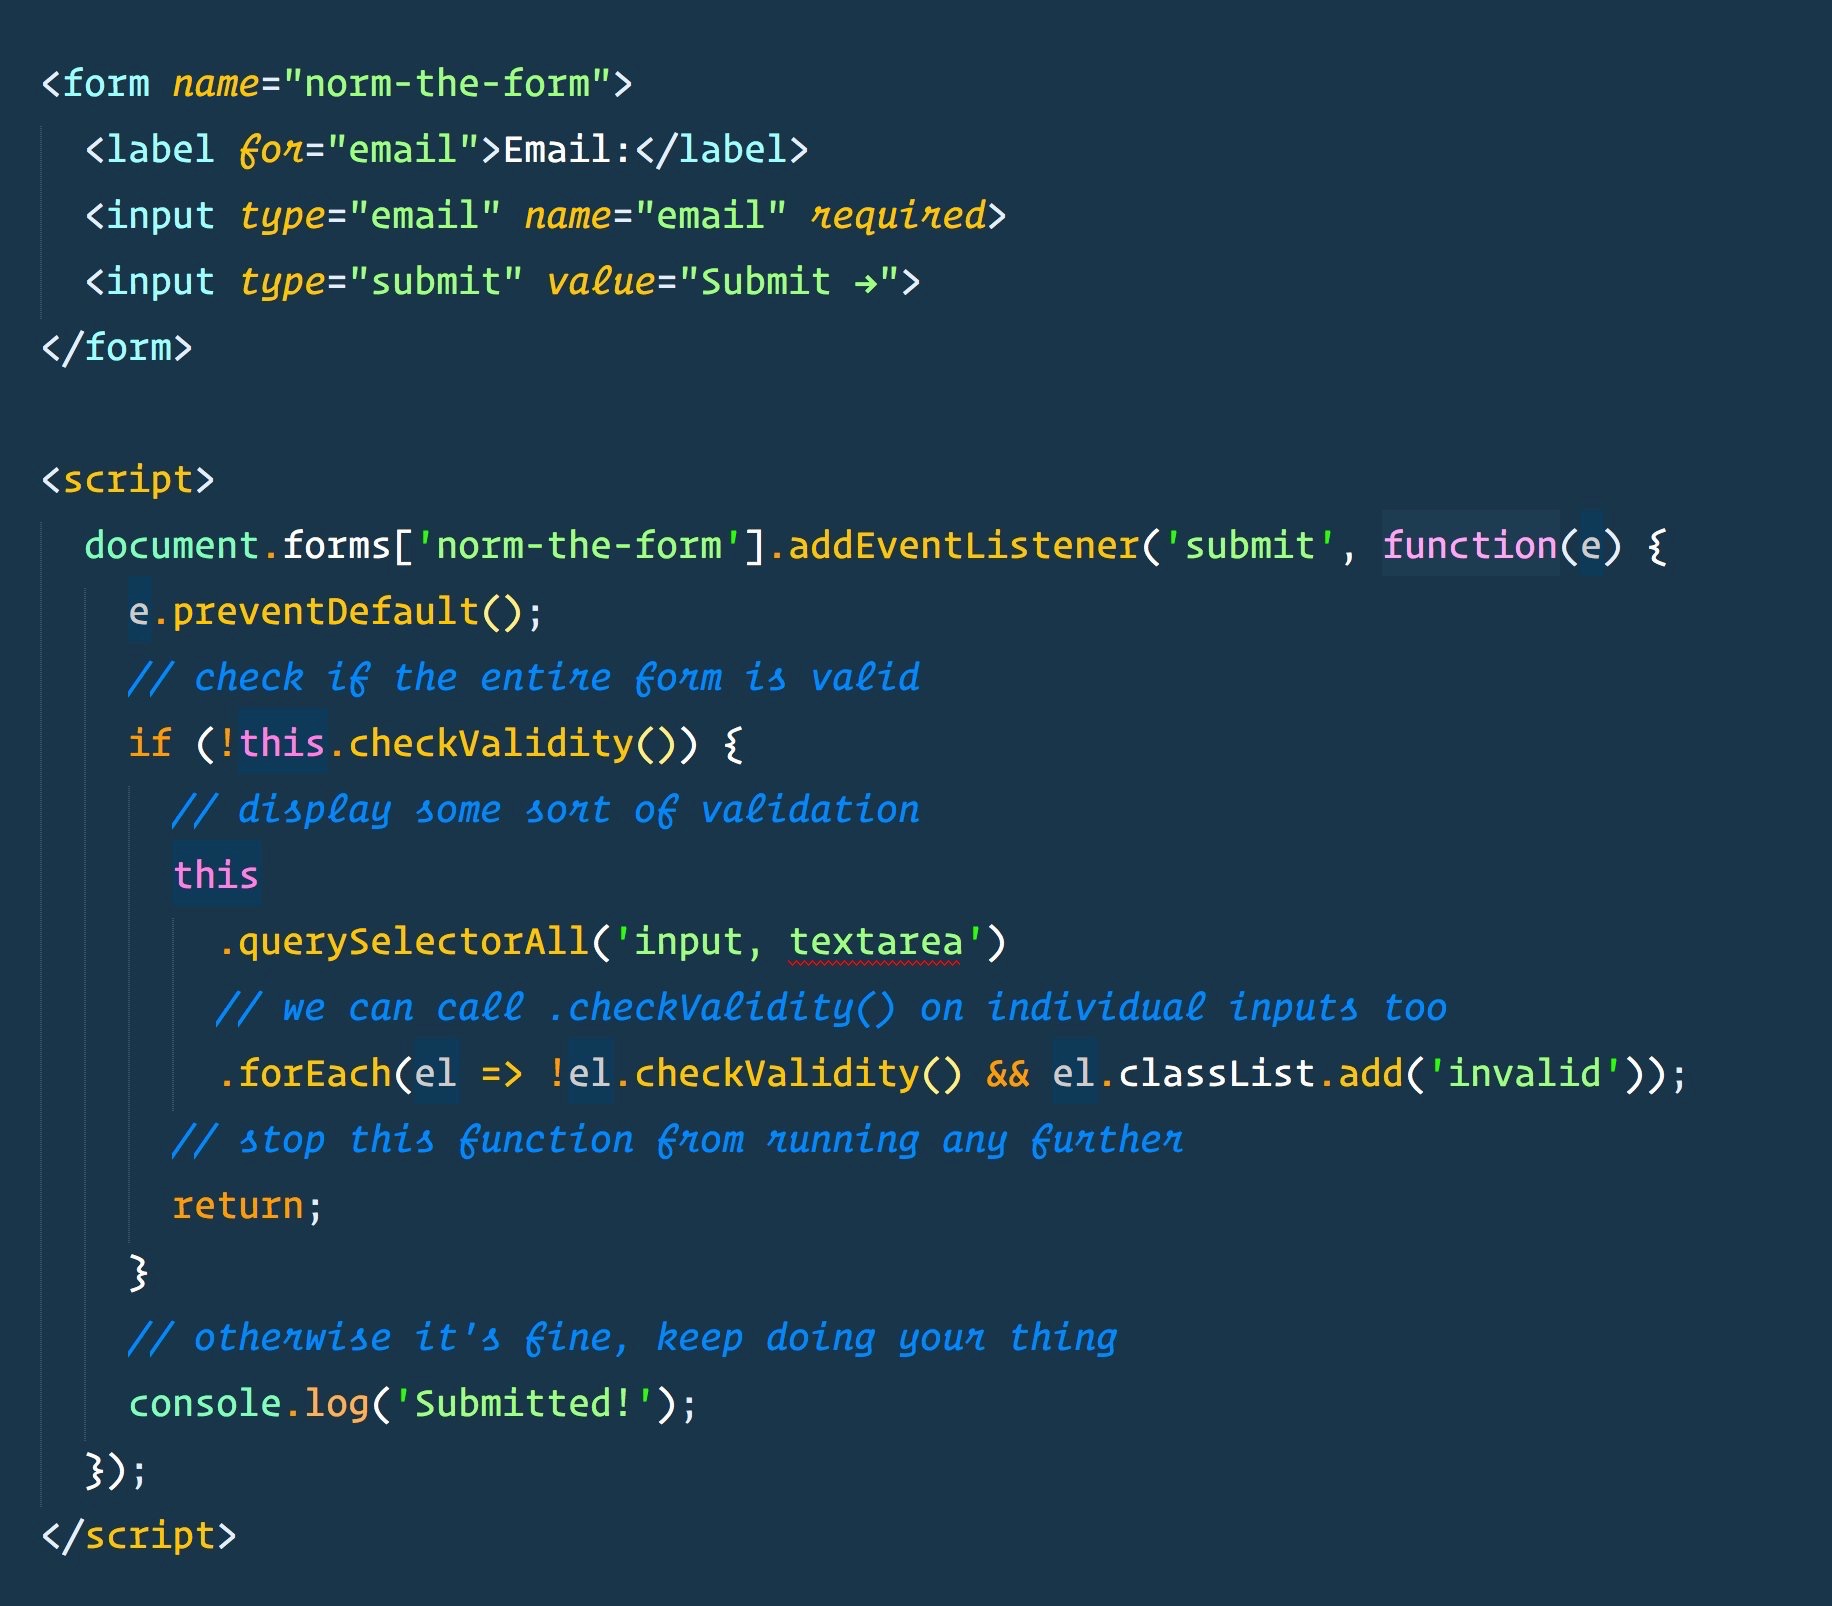 <form name="norm-the-form">
  <label for="email">Email:</label>
  <input type="email" name="email" required>
  <input type="submit" value="Submit →">
</form>

<script>
  document.forms['norm-the-form'].addEventListener('submit', function(e) {
    e.preventDefault();
    // check if the entire form is valid
    if (!this.checkValidity()) {
      // display some sort of validation
      this
        .querySelectorAll('input, textarea')
        // we can call .checkValidity() on individual inputs too
        .forEach(el => !el.checkValidity() && el.classList.add('invalid'));
      // stop this function from running any further
      return;
    }
    // otherwise it's fine, keep doing your thing
    console.log('Submitted!');
  });
</script>